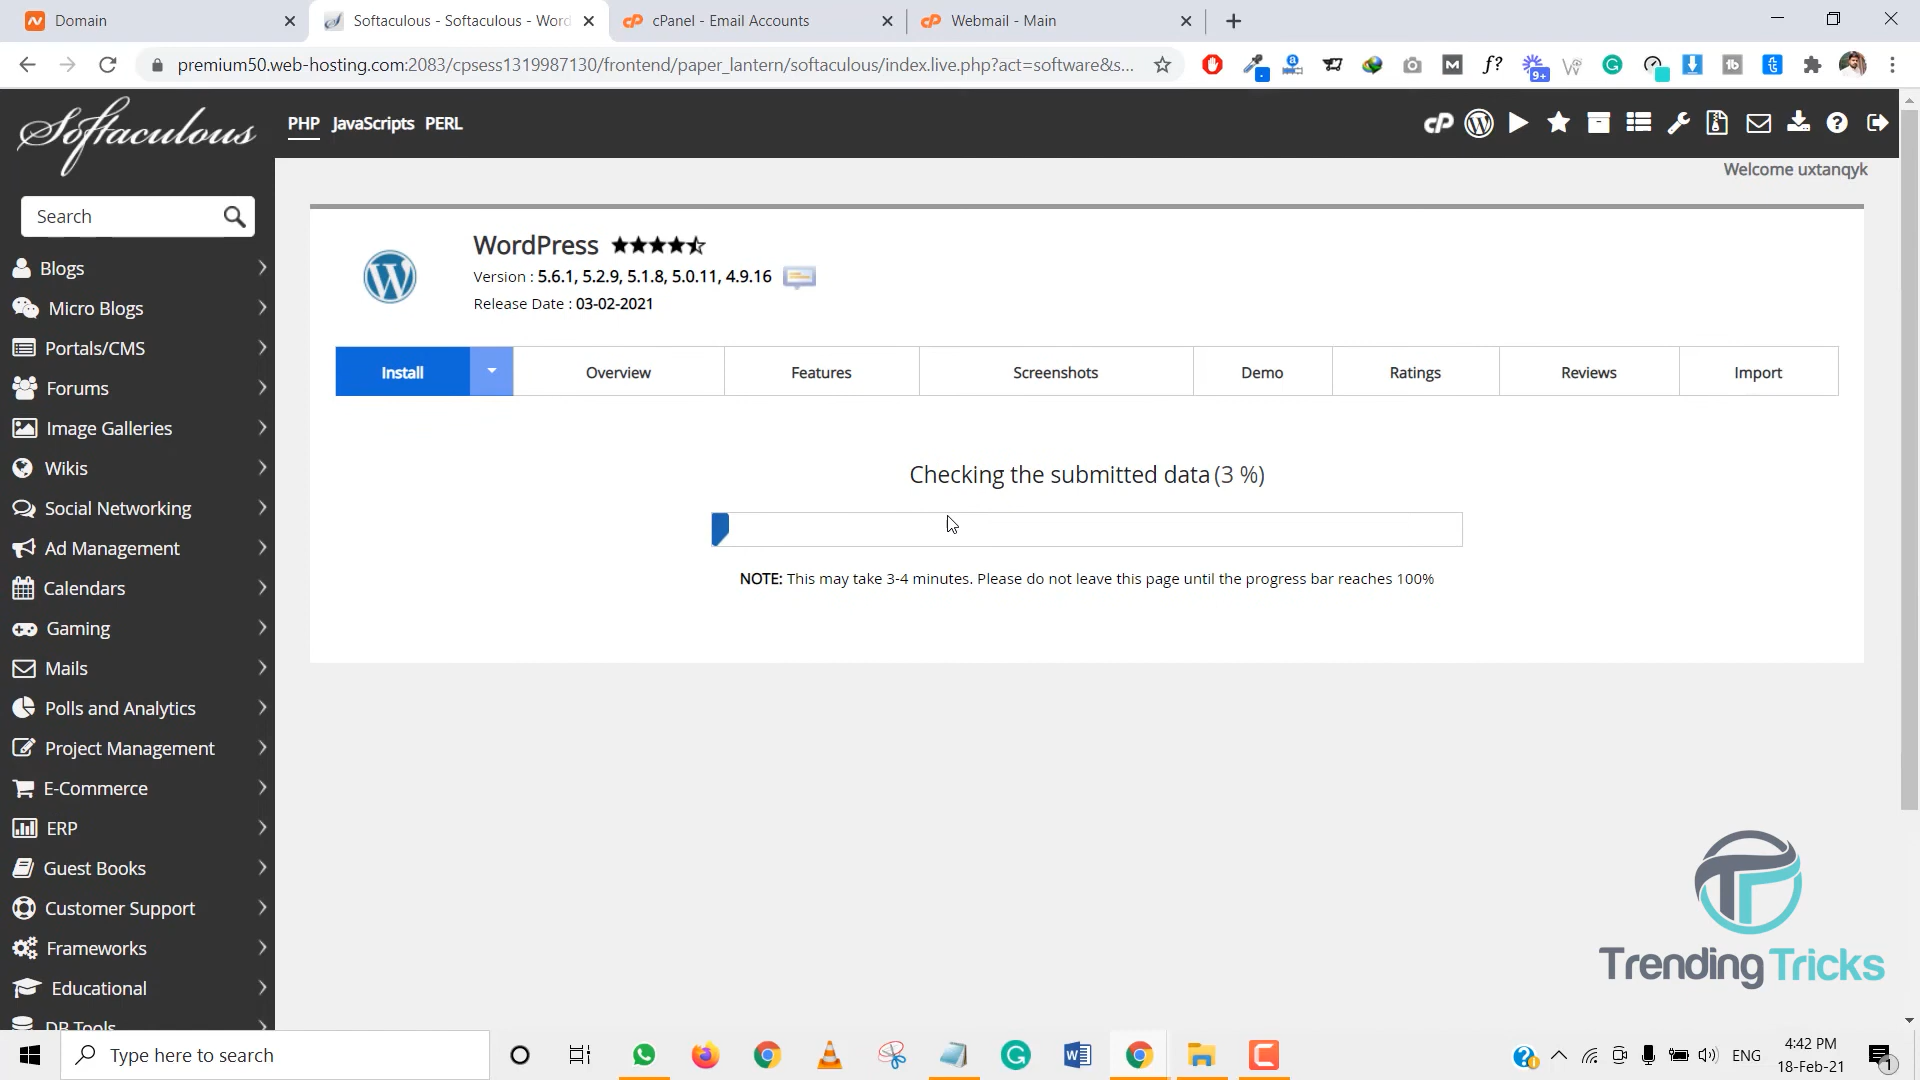 Domain
Softaculous - Softaculous - Word
cPanel - Email Accounts
Webmail - Main
premium50.web-hosting.com:2083/cpsess1319987130/frontend/paper_lantern/softaculous/index.live.php?act=software&s...
Softaculous
PHP JavaScripts PERL
Welcome uxtanqyk
Search
Blogs
Micro Blogs
Portals/CMS
Forums
Image Galleries
Wikis
Social Networking
Ad Management
Calendars
Gaming
Mails
Polls and Analytics
Project Management
E-Commerce
ERP
Guest Books
Customer Support
Frameworks
Educational
DB Tools
WordPress
Version : 5.6.1, 5.2.9, 5.1.8, 5.0.11, 4.9.16
Release Date : 03-02-2021
Install
Overview
Features
Screenshots
Demo
Ratings
Reviews
Import
Checking the submitted data (3 %)
NOTE: This may take 3-4 minutes. Please do not leave this page until the progress bar reaches 100%
Trending Tricks
Type here to search
ENG
4:42 PM
18-Feb-21
1